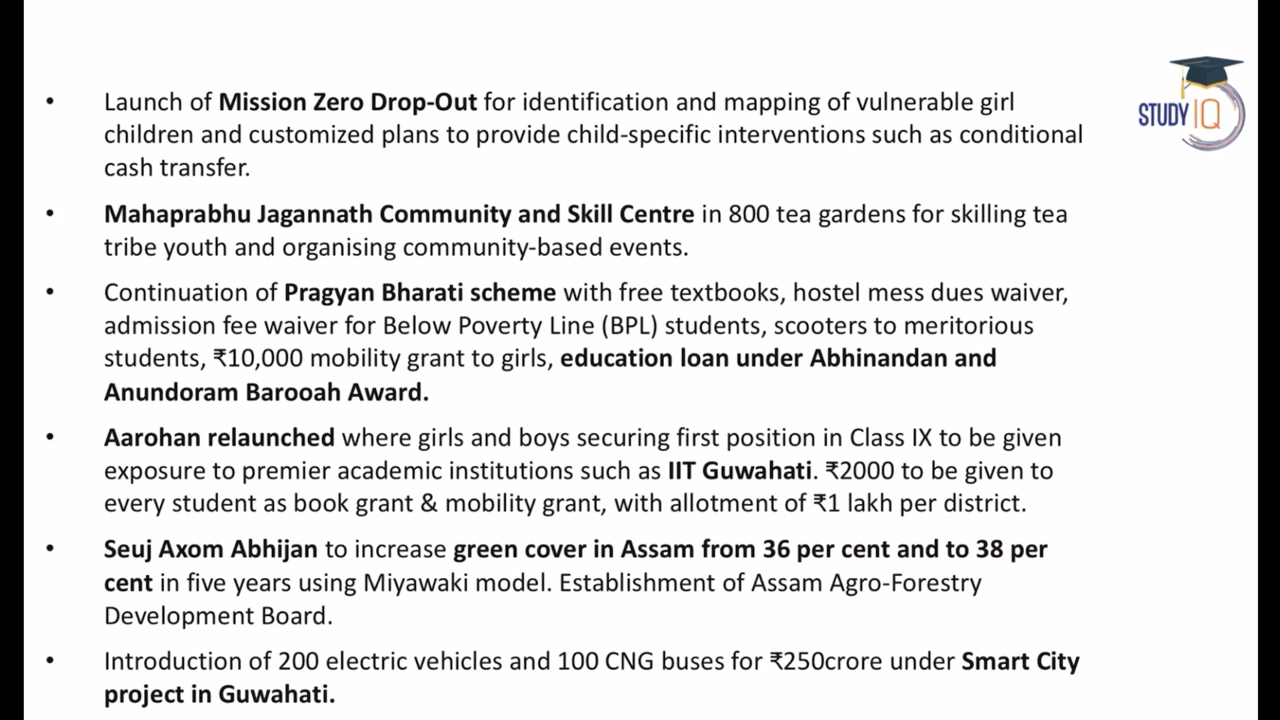 • Launch of Mission Zero Drop-Out for identification and mapping of vulnerable girl
children and customized plans to provide child-specific interventions such as conditional
cash transfer.
• Mahaprabhu Jagannath Community and Skill Centre in 800 tea gardens for skilling tea
tribe youth and organising community-based events.
• Continuation of Pragyan Bharati scheme with free textbooks, hostel mess dues waiver,
admission fee waiver for Below Poverty Line (BPL) students, scooters to meritorious
students, ₹10,000 mobility grant to girls, education loan under Abhinandan and
Anundoram Barooah Award.
• Aarohan relaunched where girls and boys securing first position in Class IX to be given
exposure to premier academic institutions such as IIT Guwahati. ₹2000 to be given to
every student as book grant & mobility grant, with allotment of ₹1 lakh per district.
• Seuj Axom Abhijan to increase green cover in Assam from 36 per cent and to 38 per
cent in five years using Miyawaki model. Establishment of Assam Agro-Forestry
Development Board.
• Introduction of 200 electric vehicles and 100 CNG buses for ₹250crore under Smart City
project in Guwahati.
STUDY IQ